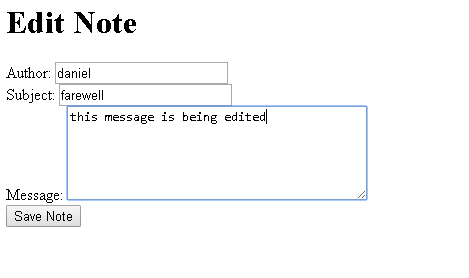 Edit Note
Author: daniel
Subject: farewell
this message is being edited
Message:
Save Note